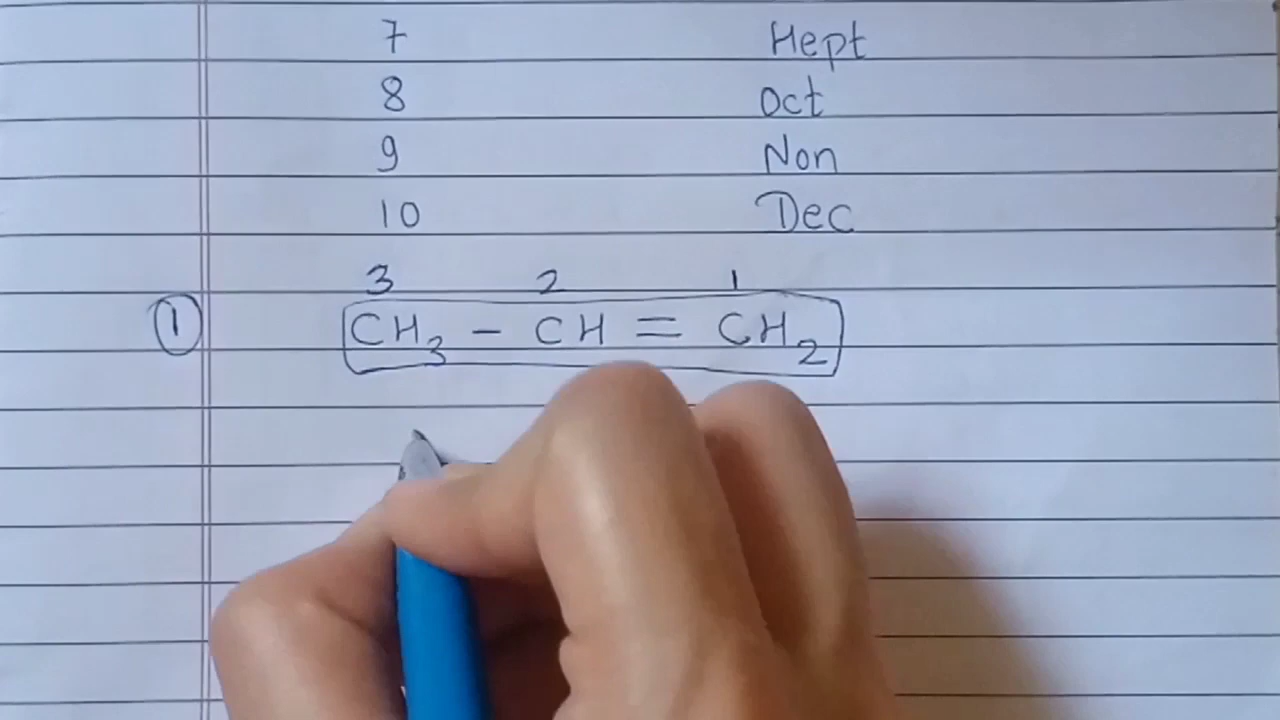 7 Hept
8 Oct
9 Non
10 Dec
3 2 1
① CH₃ – CH = CH₂